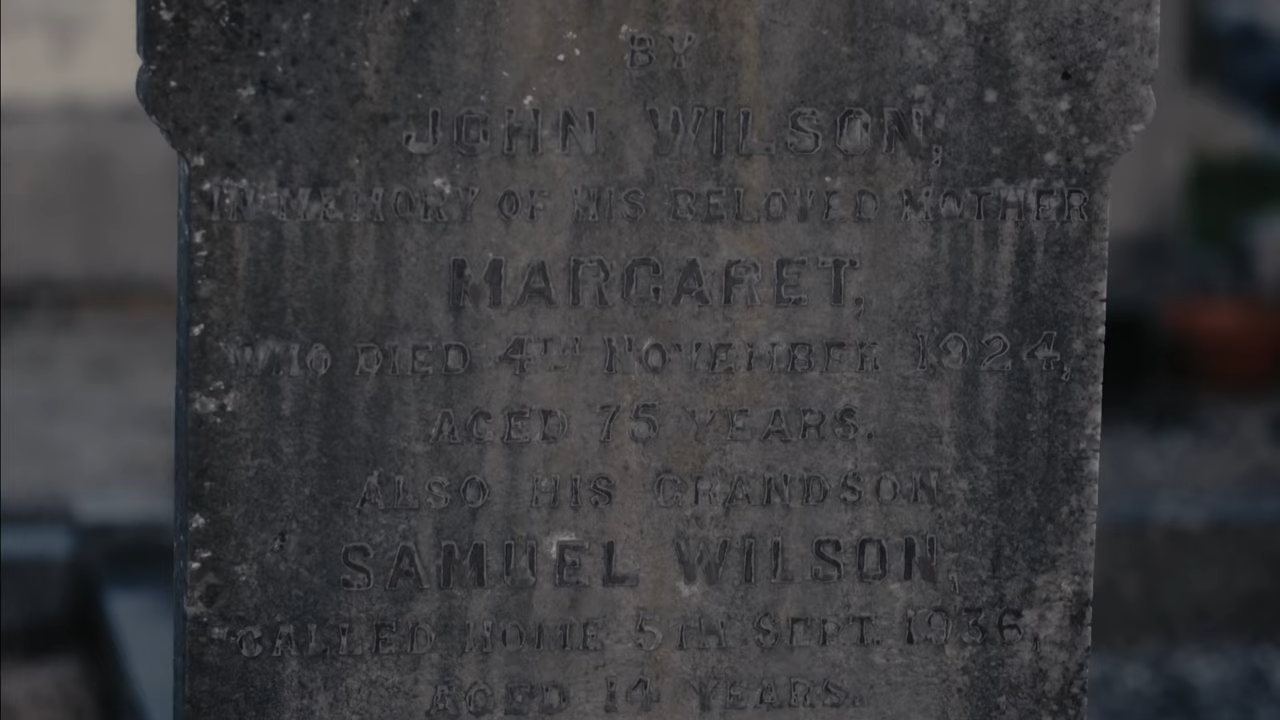 BY
JOHN WILSON,
IN MEMORY OF HIS BELOVED MOTHER
MARGARET,
WHO DIED 4TH NOVEMBER 1924,
AGED 75 YEARS.
ALSO HIS GRANDSON
SAMUEL WILSON,
CALLED HOME 5TH SEPT. 1936,
AGED 14 YEARS.